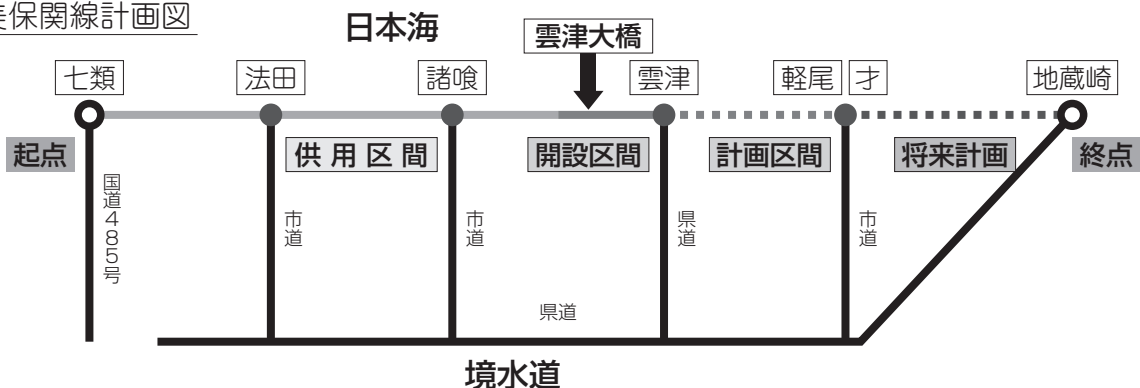 保関線計画図
日本海
雲津大橋
七類
法田
諸喰
雲津
軽尾
才
地蔵崎
起点
供用区間
開設区間
計画区間
将来計画
終点
国道485号
市道
市道
県道
市道
県道
境水道